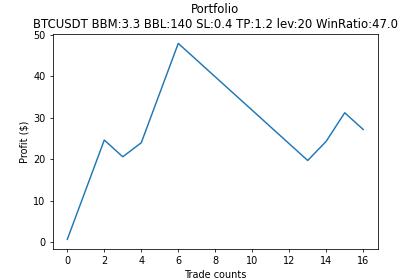 Portfolio
BTCUSDT BBM:3.3 BBL:140 SL:0.4 TP:1.2 lev:20 WinRatio:47.0
50
40
30
20
10
0
Profit ($)
0 2 4 6 8 10 12 14 16
Trade counts